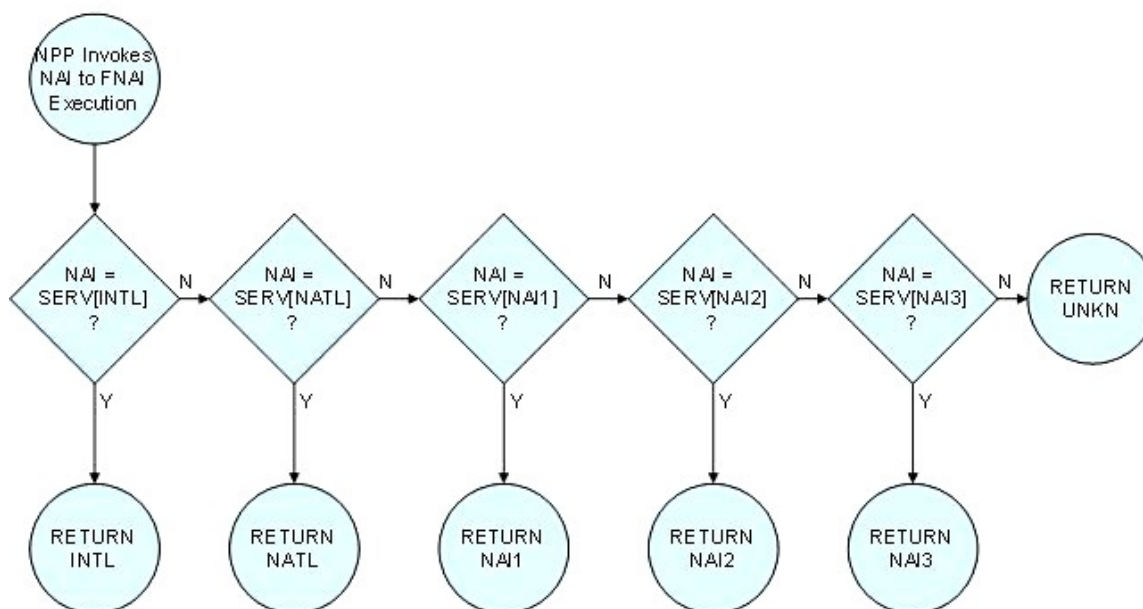 NPP Invokes
NAI to FNAI
Execution
NAI =
SERV[INTL]
?
N
NAI =
SERV[NATL]
?
N
NAI =
SERV[NAI1]
?
N
NAI =
SERV[NAI2]
?
N
NAI =
SERV[NAI3]
?
N
RETURN
UNKN
Y
Y
Y
Y
Y
RETURN
INTL
RETURN
NATL
RETURN
NAI1
RETURN
NAI2
RETURN
NAI3